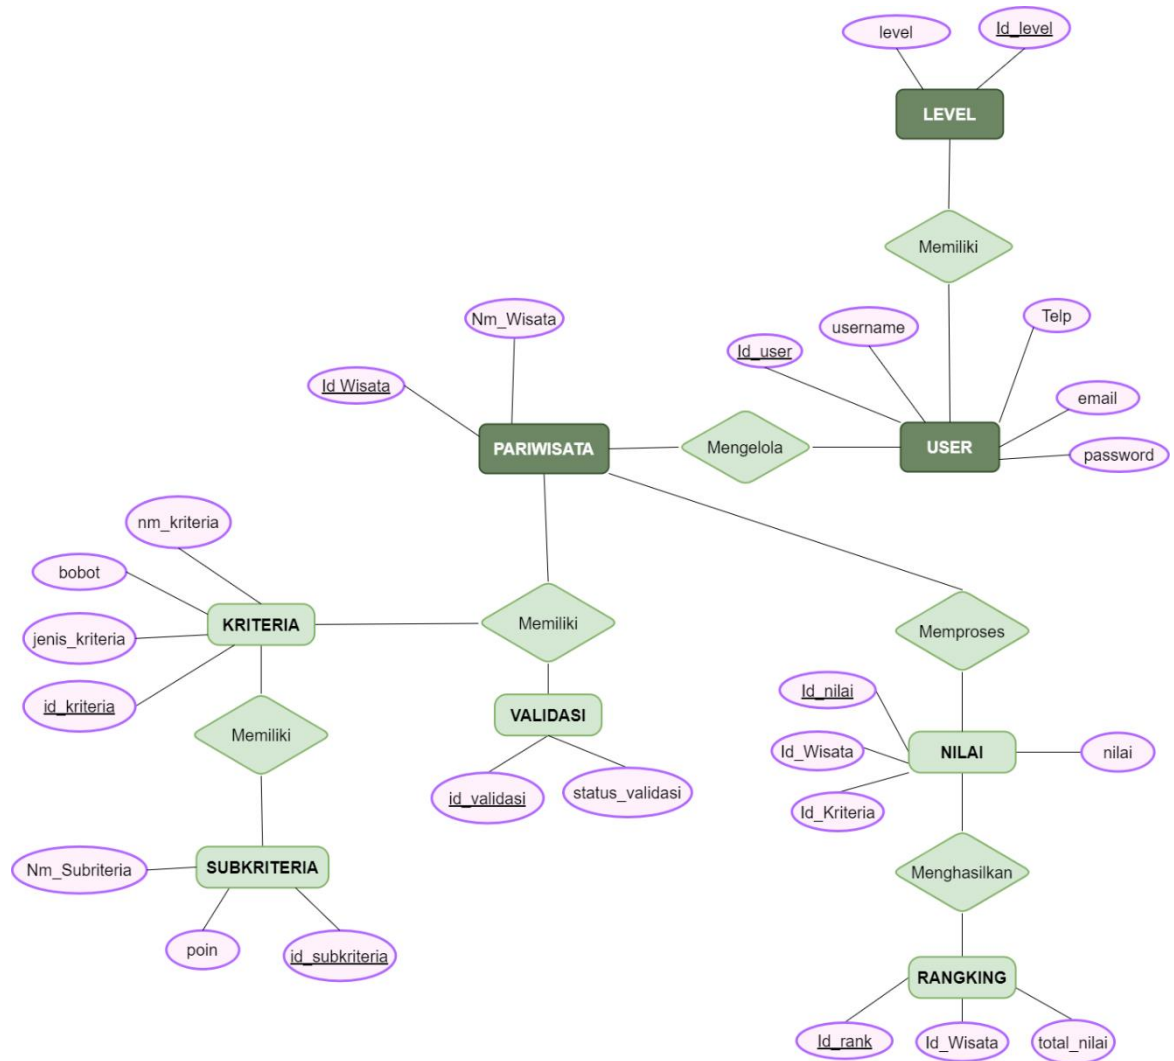 level
Id_level
LEVEL
Memiliki
Nm_Wisata
username
Telp
Id_user
Id Wisata
email
PARIWISATA
Mengelola
USER
password
nm_kriteria
bobot
KRITERIA
Memiliki
Memproses
jenis_kriteria
id_kriteria
Memiliki
VALIDASI
Id_nilai
Id_Wisata
NILAI
nilai
id_validasi
status_validasi
Id_Kriteria
Nm_Subriteria
SUBKRITERIA
Menghasilkan
poin
id_subkriteria
RANGKING
Id_rank
Id_Wisata
total_nilai